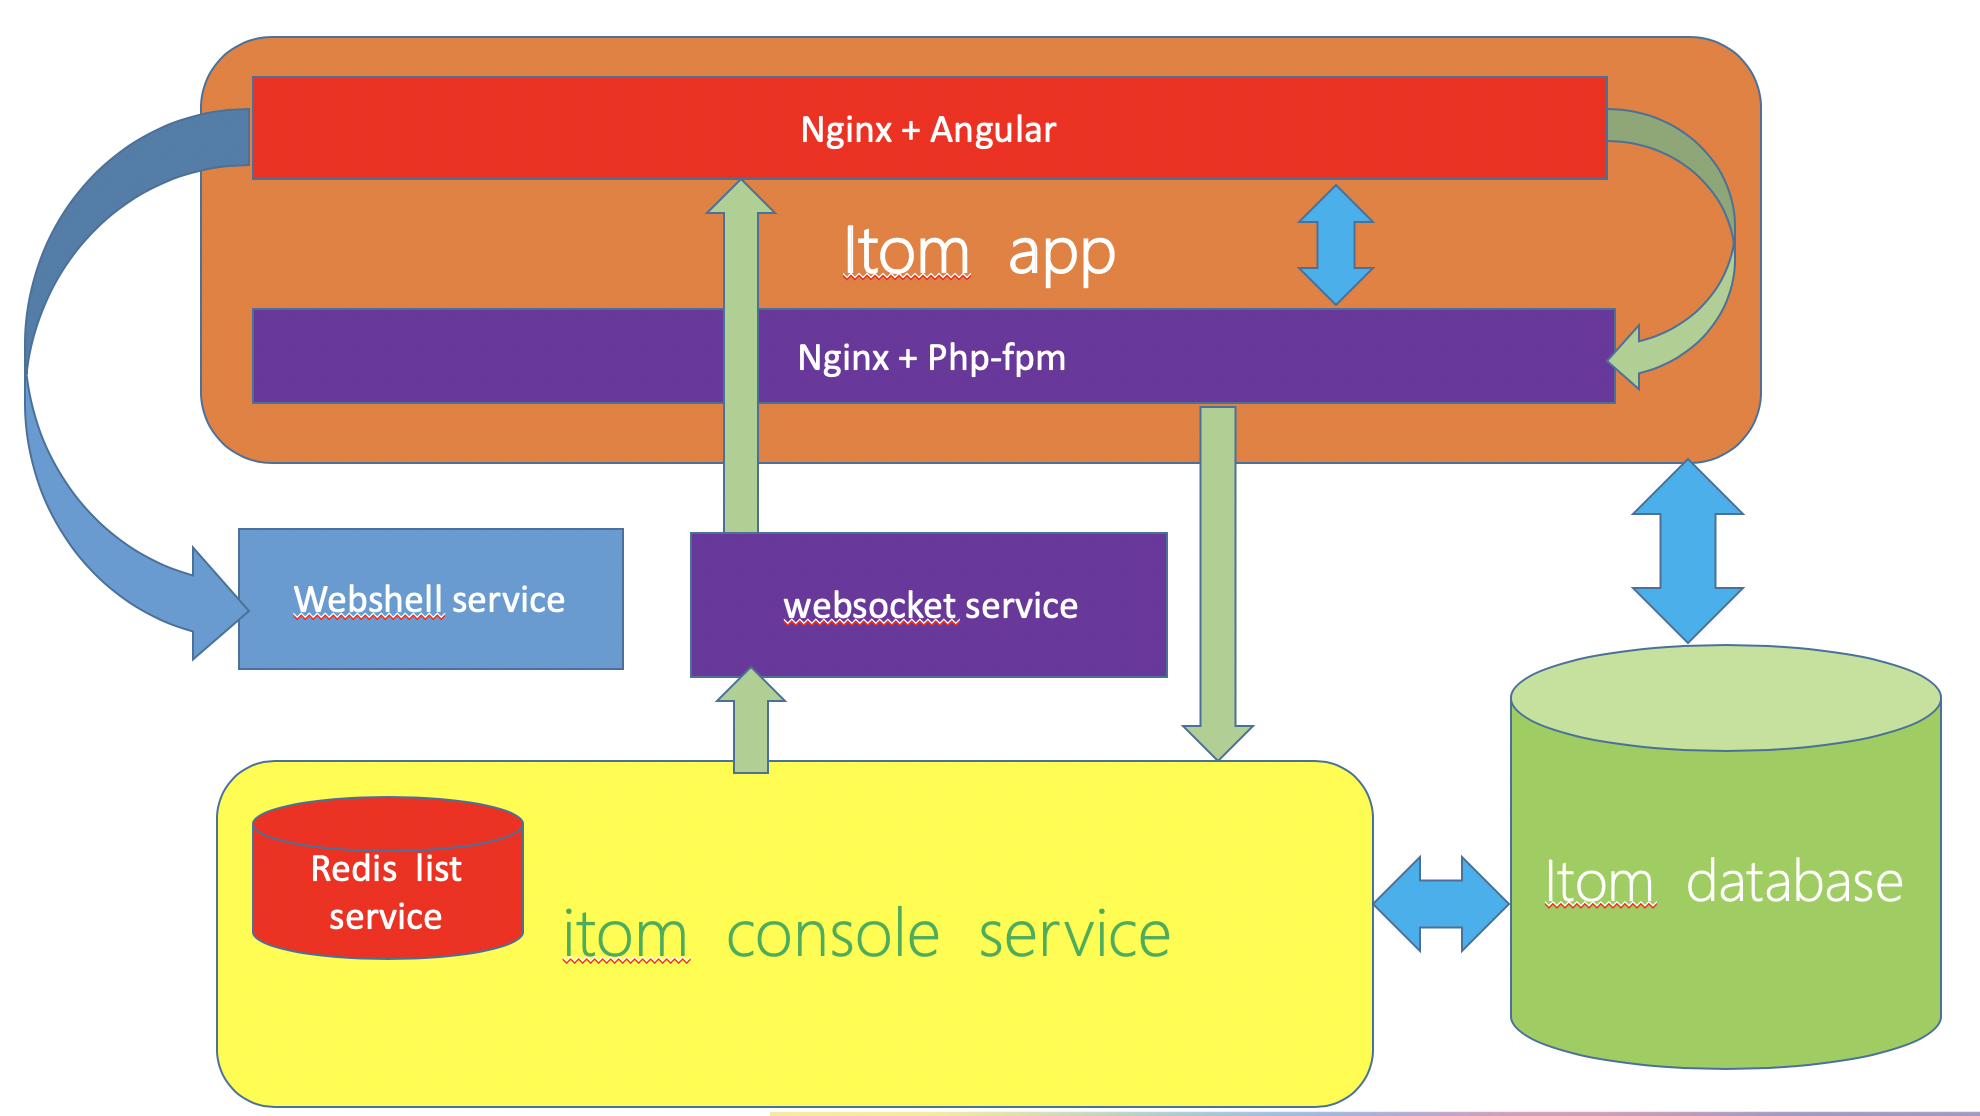 Nginx + Angular
Itom app
Nginx + Php-fpm
Webshell service
websocket service
Redis list
service
itom console service
Itom database